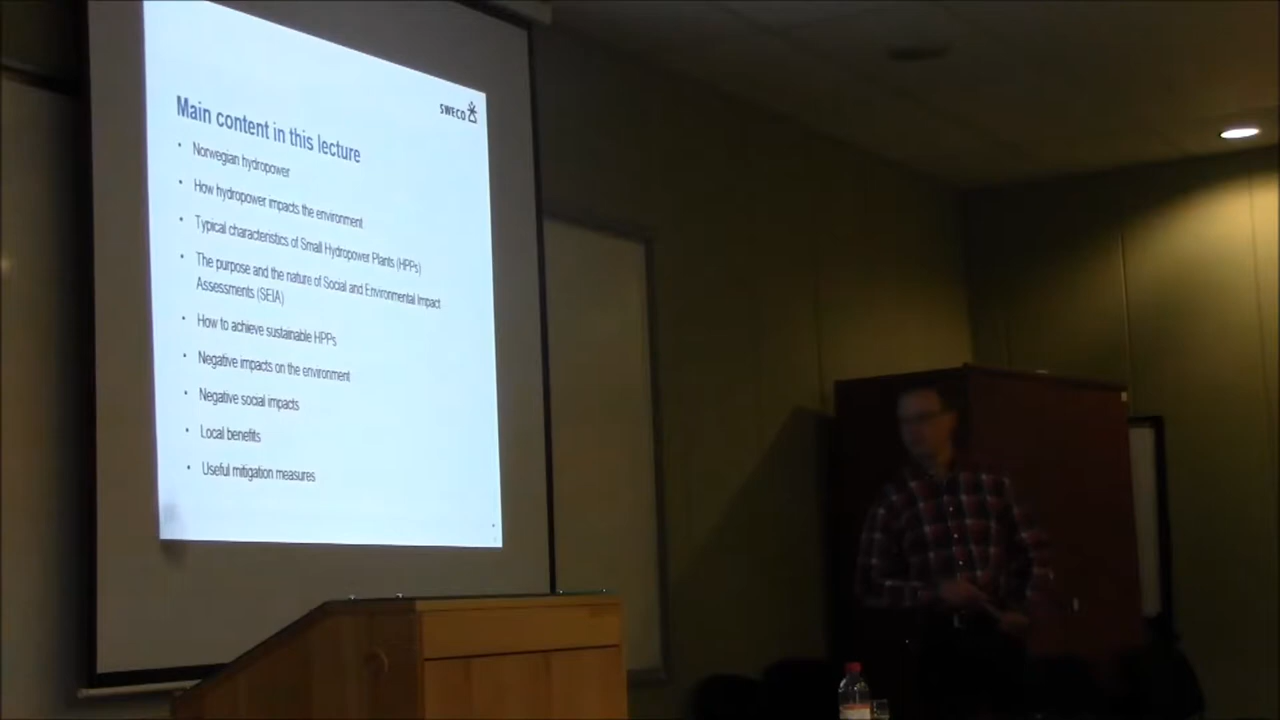 SWECO
Main content in this lecture
• Norwegian hydropower
• How hydropower impacts the environment
• Typical characteristics of Small Hydropower Plants (HPPs)
• The purpose and the nature of Social and Environmental Impact
Assessments (SEIA)
• How to achieve sustainable HPPs
• Negative impacts on the environment
• Negative social impacts
• Local benefits
• Useful mitigation measures